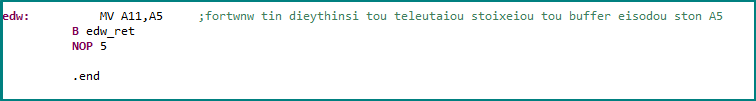 edw: MV A11,A5 ;fortwnw tin dieythinsi tou teleutaiou stoixeiou tou buffer eisodou ston A5
B edw_ret
NOP 5
.end